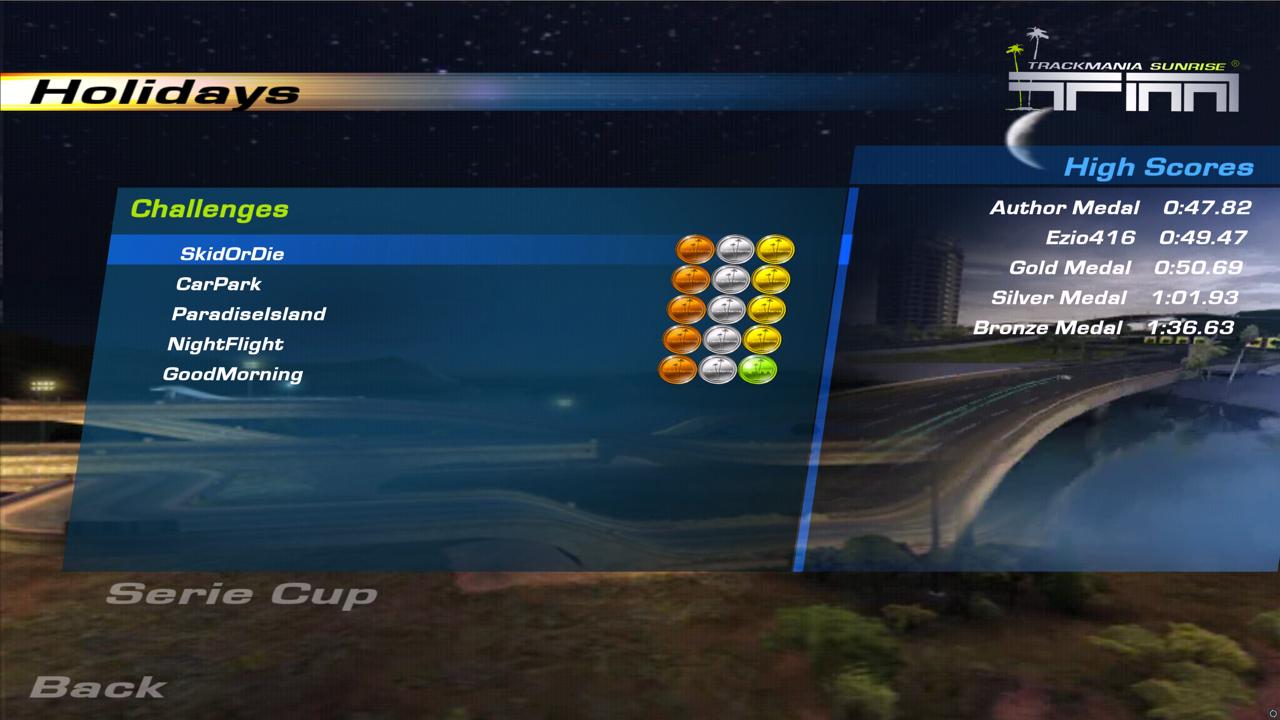 Holidays
TRACKMANIA SUNRISE ®
TM
High Scores
Challenges
SkidOrDie
CarPark
ParadiseIsland
NightFlight
GoodMorning
Author Medal 0:47.82
Ezio416 0:49.47
Gold Medal 0:50.69
Silver Medal 1:01.93
Bronze Medal 1:36.63
Serie Cup
Back